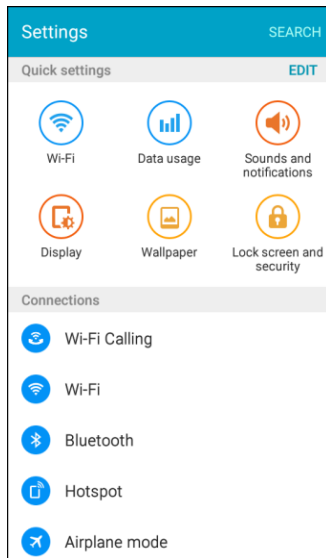 Settings SEARCH
Quick settings EDIT
Wi-Fi Data usage Sounds and
notifications
Display Wallpaper Lock screen and
security
Connections
Wi-Fi Calling
Wi-Fi
Bluetooth
Hotspot
Airplane mode